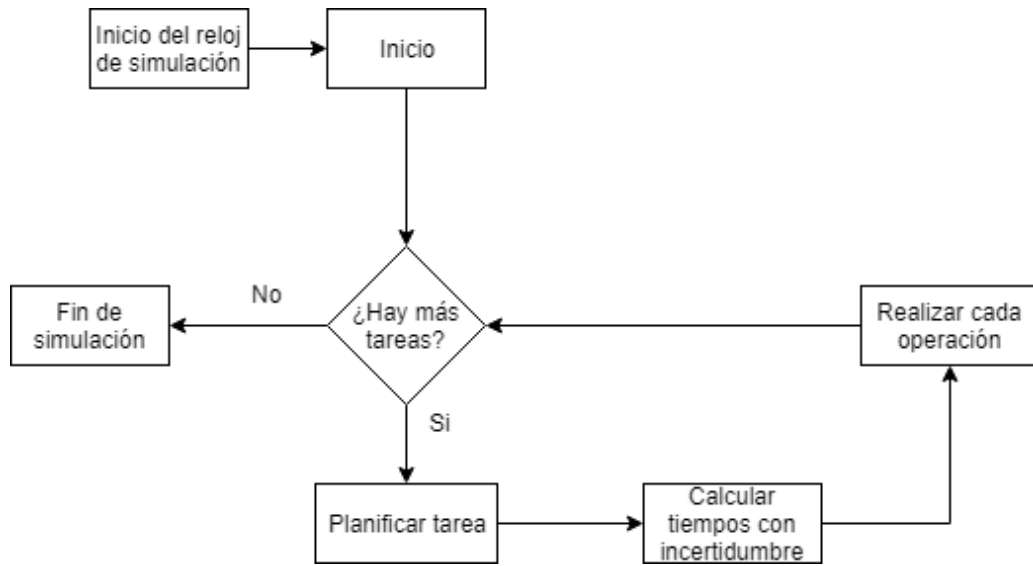 Inicio del reloj
de simulación
Inicio
No
Fin de
simulación
¿Hay más
tareas?
Realizar cada
operación
Si
Planificar tarea
Calcular
tiempos con
incertidumbre